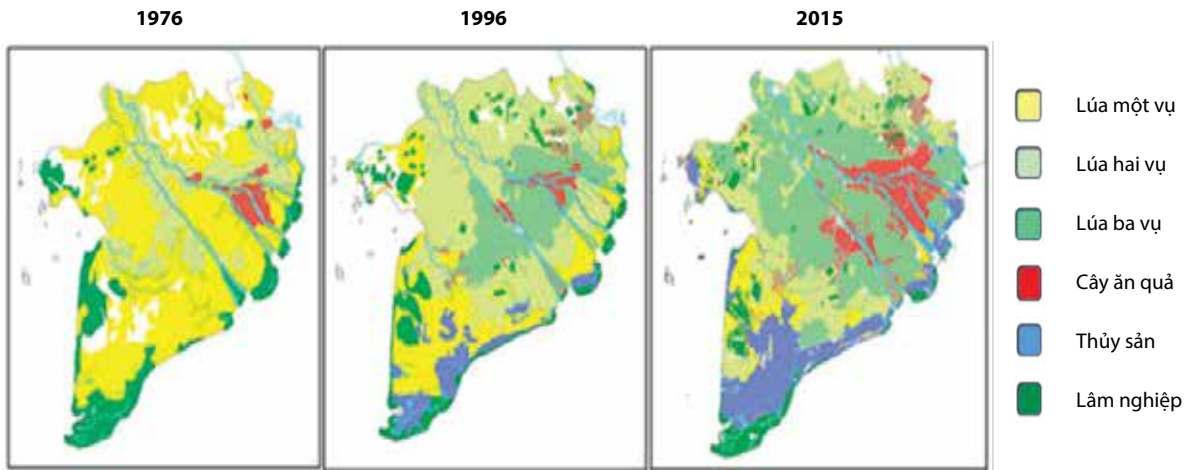 1976
1996
2015
Lúa một vụ
Lúa hai vụ
Lúa ba vụ
Cây ăn quả
Thủy sản
Lâm nghiệp